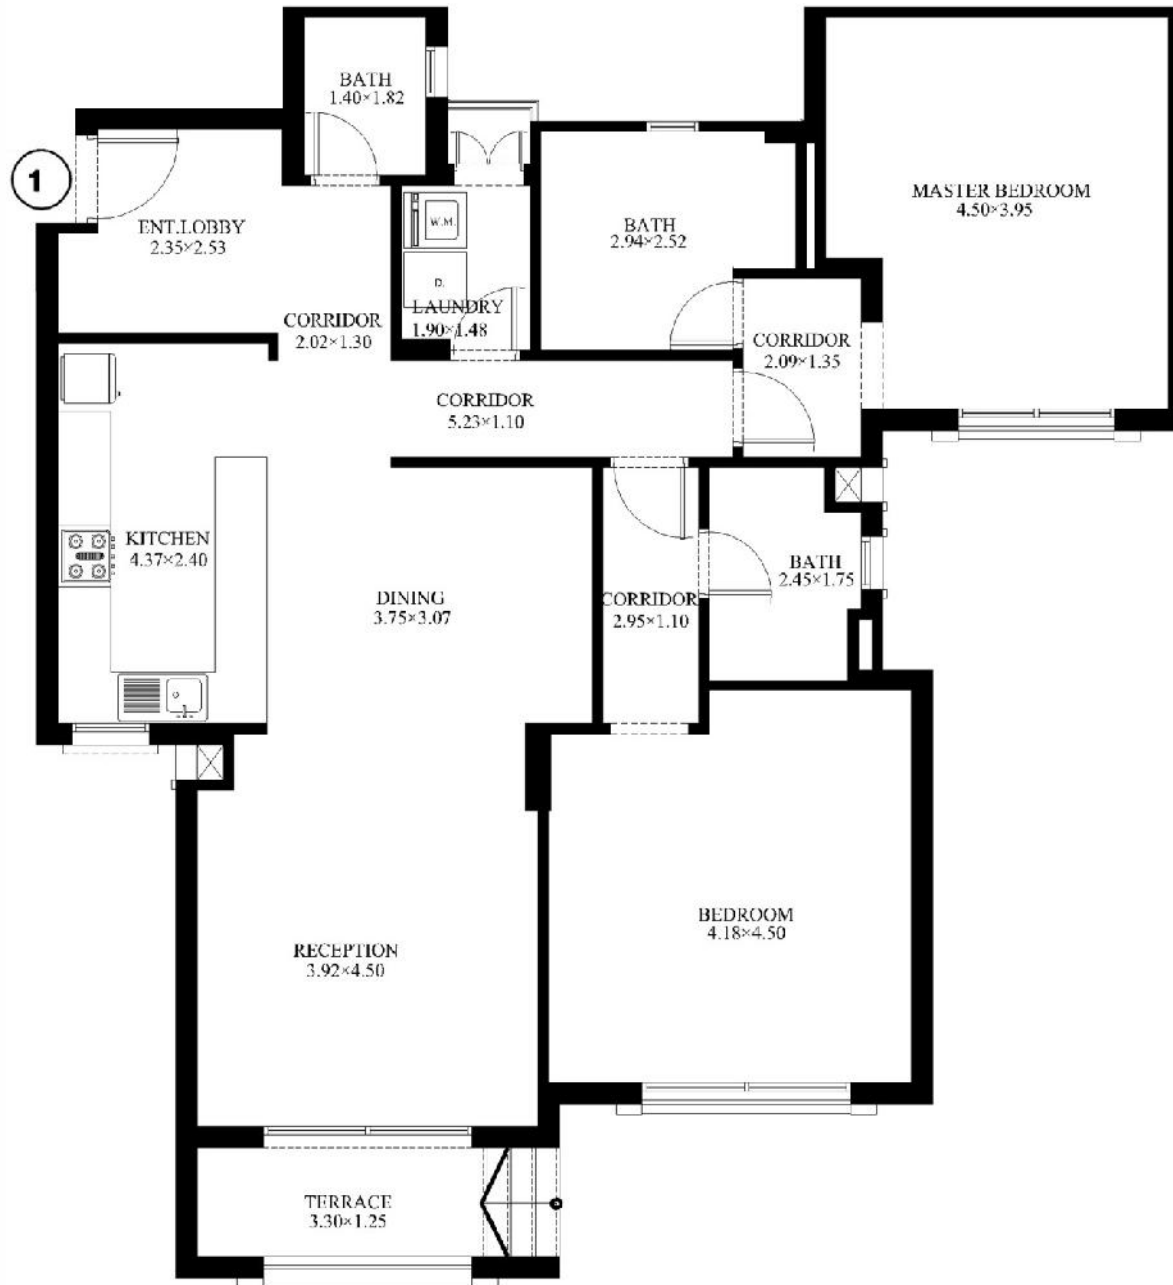 BATH
1.40×1.82
1
ENT.LOBBY
2.35×2.53
W.M.
D.
LAUNDRY
1.90×1.48
BATH
2.94×2.52
MASTER BEDROOM
4.50×3.95
CORRIDOR
2.02×1.30
CORRIDOR
2.09×1.35
CORRIDOR
5.23×1.10
KITCHEN
4.37×2.40
DINING
3.75×3.07
CORRIDOR
2.95×1.10
BATH
2.45×1.75
RECEPTION
3.92×4.50
BEDROOM
4.18×4.50
TERRACE
3.30×1.25